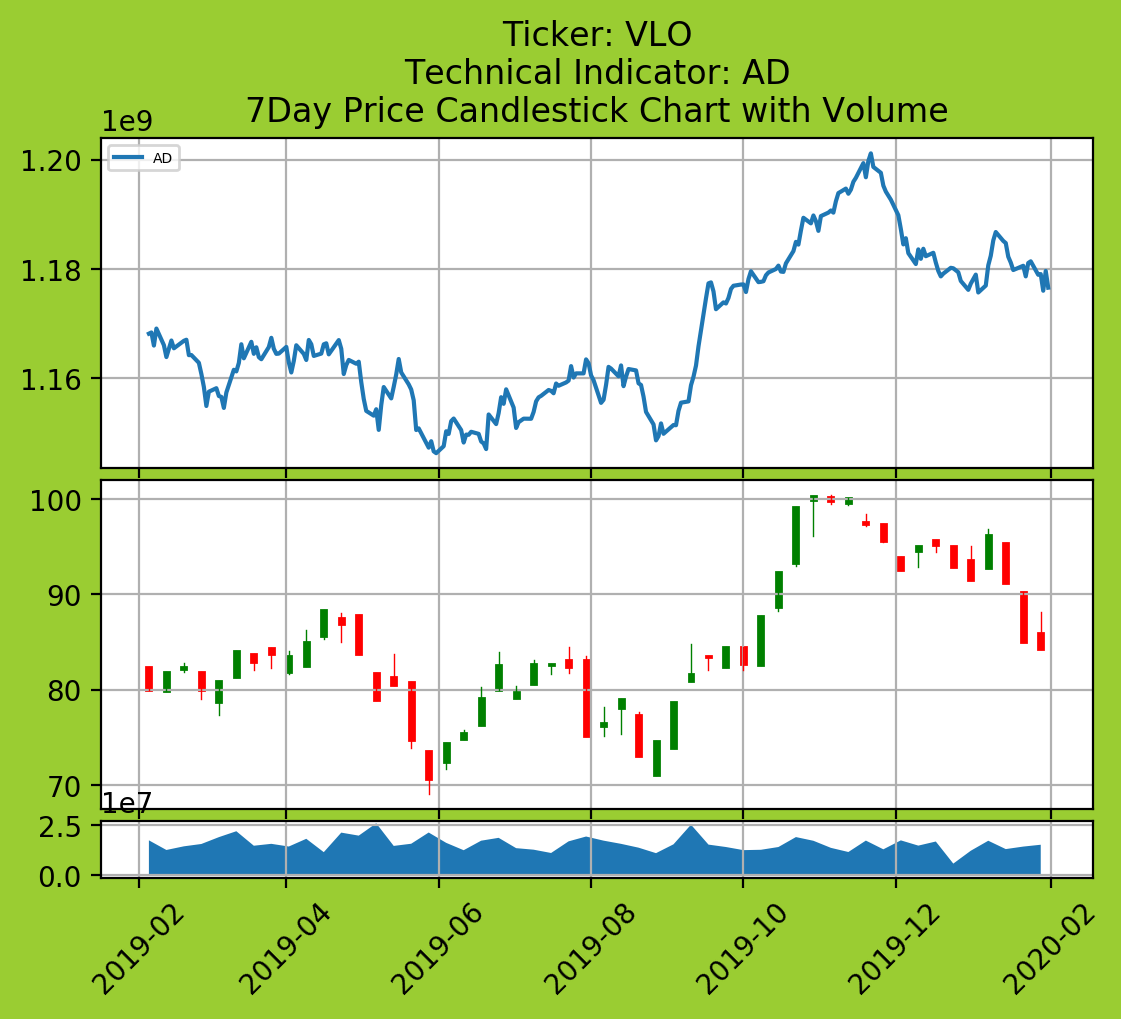 Ticker: VLO
Technical Indicator: AD
7Day Price Candlestick Chart with Volume
1e9
AD
1.20
1.18
1.16
100
90
80
70
1e7
2.5
0.0
2019-02
2019-04
2019-06
2019-08
2019-10
2019-12
2020-02